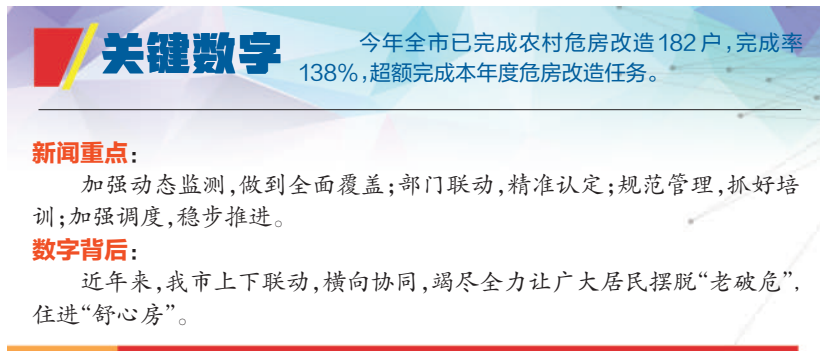 关键数字
今年全市已完成农村危房改造182户,完成率
138%,超额完成本年度危房改造任务。
新闻重点:
加强动态监测,做到全面覆盖;部门联动,精准认定;规范管理,抓好培
训;加强调度,稳步推进。
数字背后:
近年来,我市上下联动,横向协同,竭尽全力让广大居民摆脱“老破危”,
住进“舒心房”。